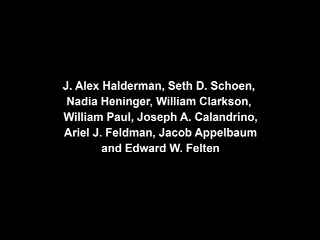 J. Alex Halderman, Seth D. Schoen,
Nadia Heninger, William Clarkson,
William Paul, Joseph A. Calandrino,
Ariel J. Feldman, Jacob Appelbaum
and Edward W. Felten